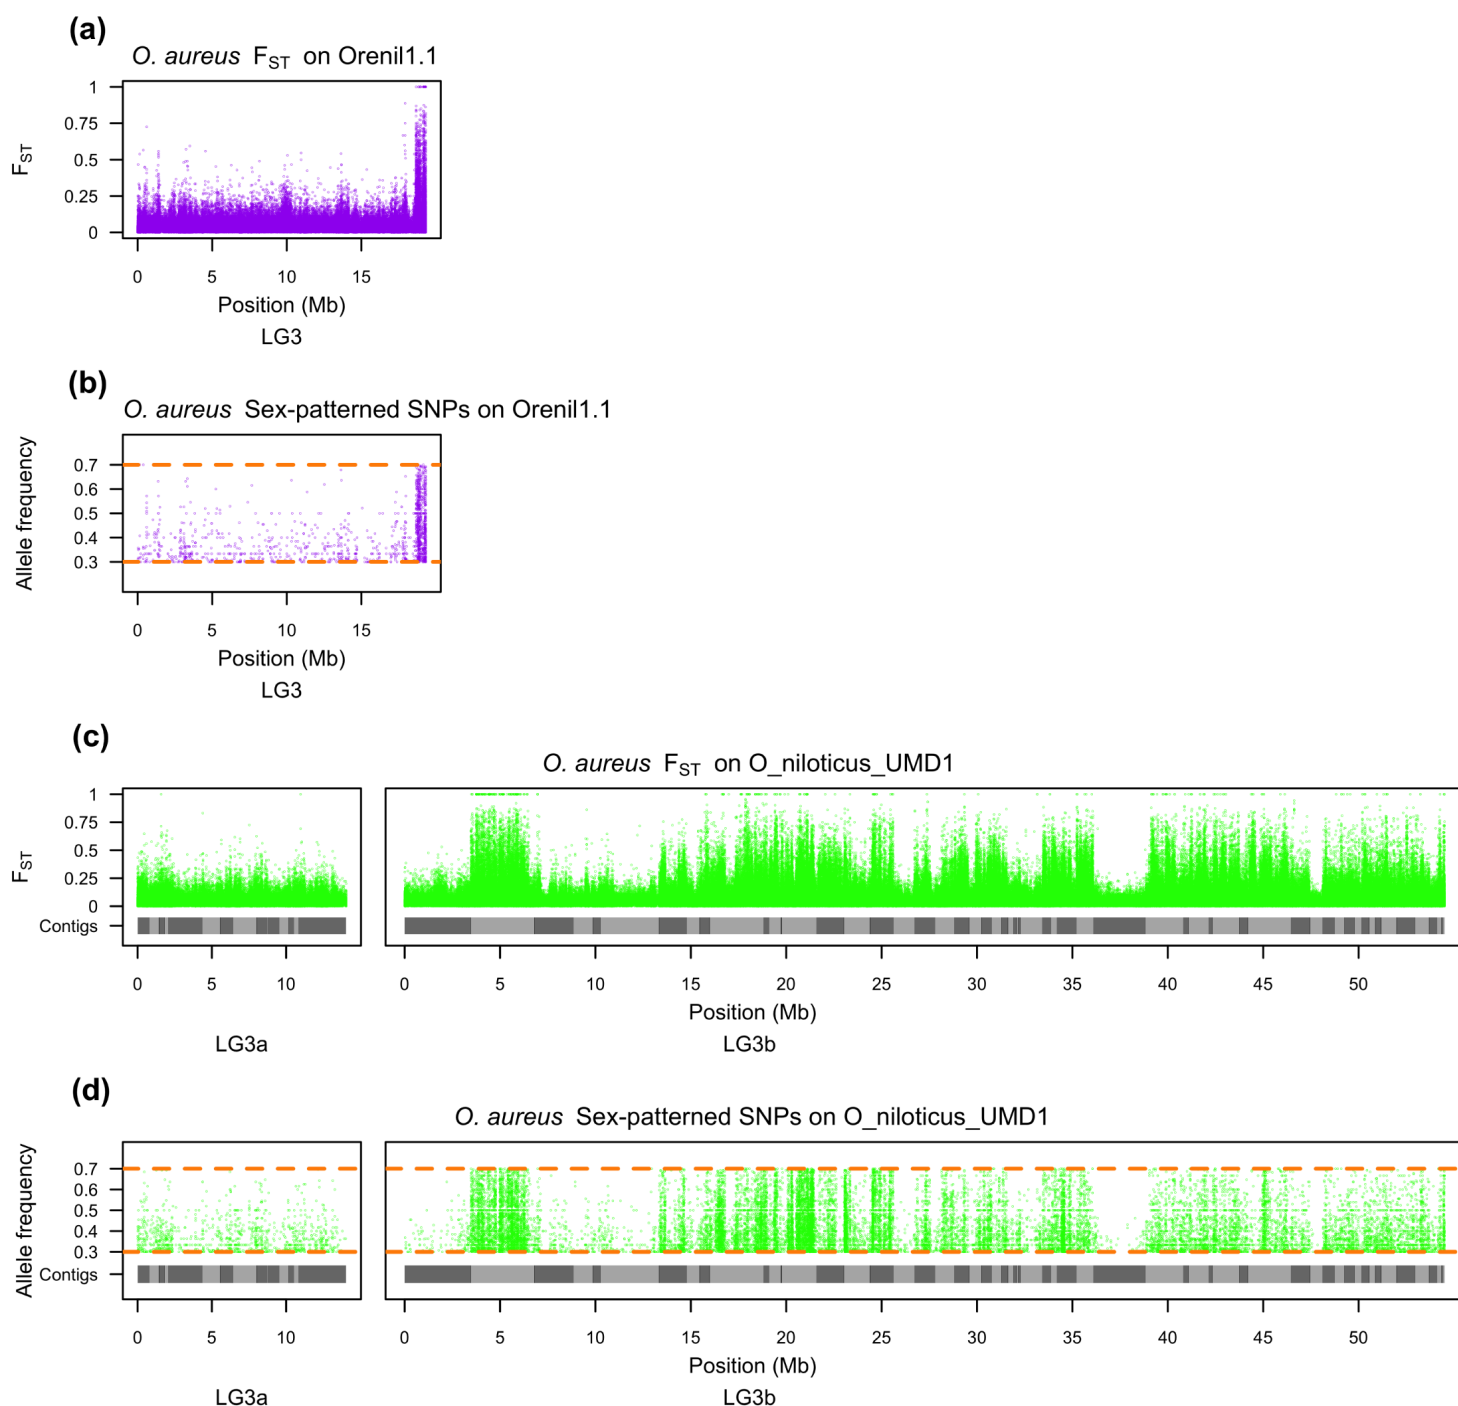 (a)
O. aureus FST on Orenil1.1
1
0.75
0.5
0.25
0
FST
0 5 10 15
Position (Mb)
LG3
(b)
O. aureus Sex-patterned SNPs on Orenil1.1
0.7
0.6
0.5
0.4
0.3
Allele frequency
0 5 10 15
Position (Mb)
LG3
(c)
O. aureus FST on O_niloticus_UMD1
1
0.75
0.5
0.25
0
FST
Contigs
0 5 10 0 5 10 15 20 25 30 35 40 45 50
Position (Mb)
LG3a LG3b
(d)
O. aureus Sex-patterned SNPs on O_niloticus_UMD1
0.7
0.6
0.5
0.4
0.3
Allele frequency
Contigs
0 5 10 0 5 10 15 20 25 30 35 40 45 50
Position (Mb)
LG3a LG3b